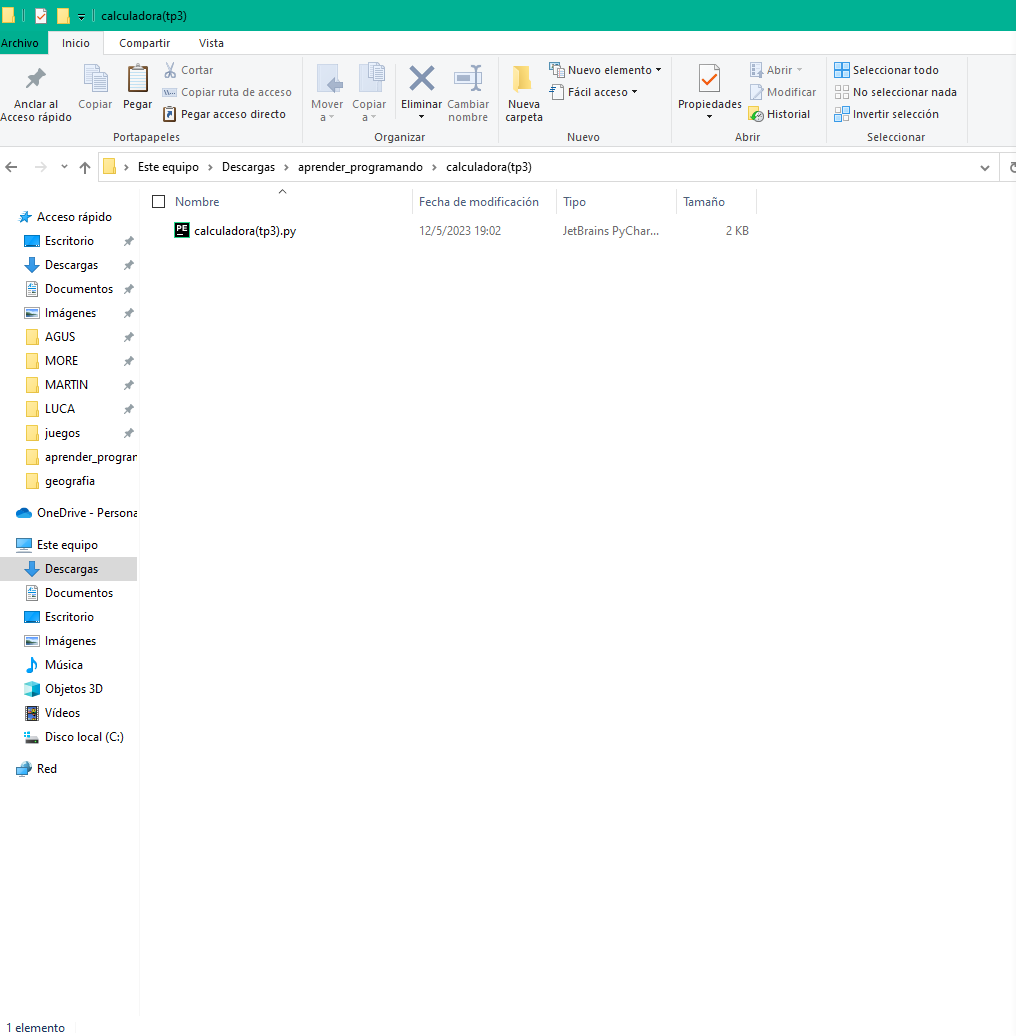 calculadora(tp3)
Archivo Inicio Compartir Vista
Anclar al Acceso rápido
Copiar
Pegar
Cortar
Copiar ruta de acceso
Pegar acceso directo
Portapapeles
Mover a
Copiar a
Eliminar
Cambiar nombre
Organizar
Nueva carpeta
Nuevo elemento
Fácil acceso
Nuevo
Propiedades
Abrir
Modificar
Historial
Abrir
Seleccionar todo
No seleccionar nada
Invertir selección
Seleccionar
Este equipo › Descargas › aprender_programando › calculadora(tp3)
Nombre Fecha de modificación Tipo Tamaño
PE calculadora(tp3).py 12/5/2023 19:02 JetBrains PyChar... 2 KB
Acceso rápido
Escritorio
Descargas
Documentos
Imágenes
AGUS
MORE
MARTIN
LUCA
juegos
aprender_progran
geografia
OneDrive - Persona
Este equipo
Descargas
Documentos
Escritorio
Imágenes
Música
Objetos 3D
Vídeos
Disco local (C:)
Red
1 elemento